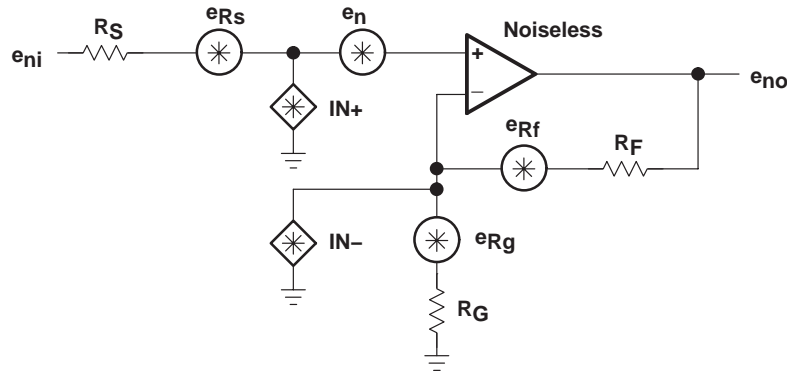 R_S
e_Rs
e_n
Noiseless
e_ni
+
−
e_no
IN+
e_Rf
R_F
IN−
e_Rg
R_G